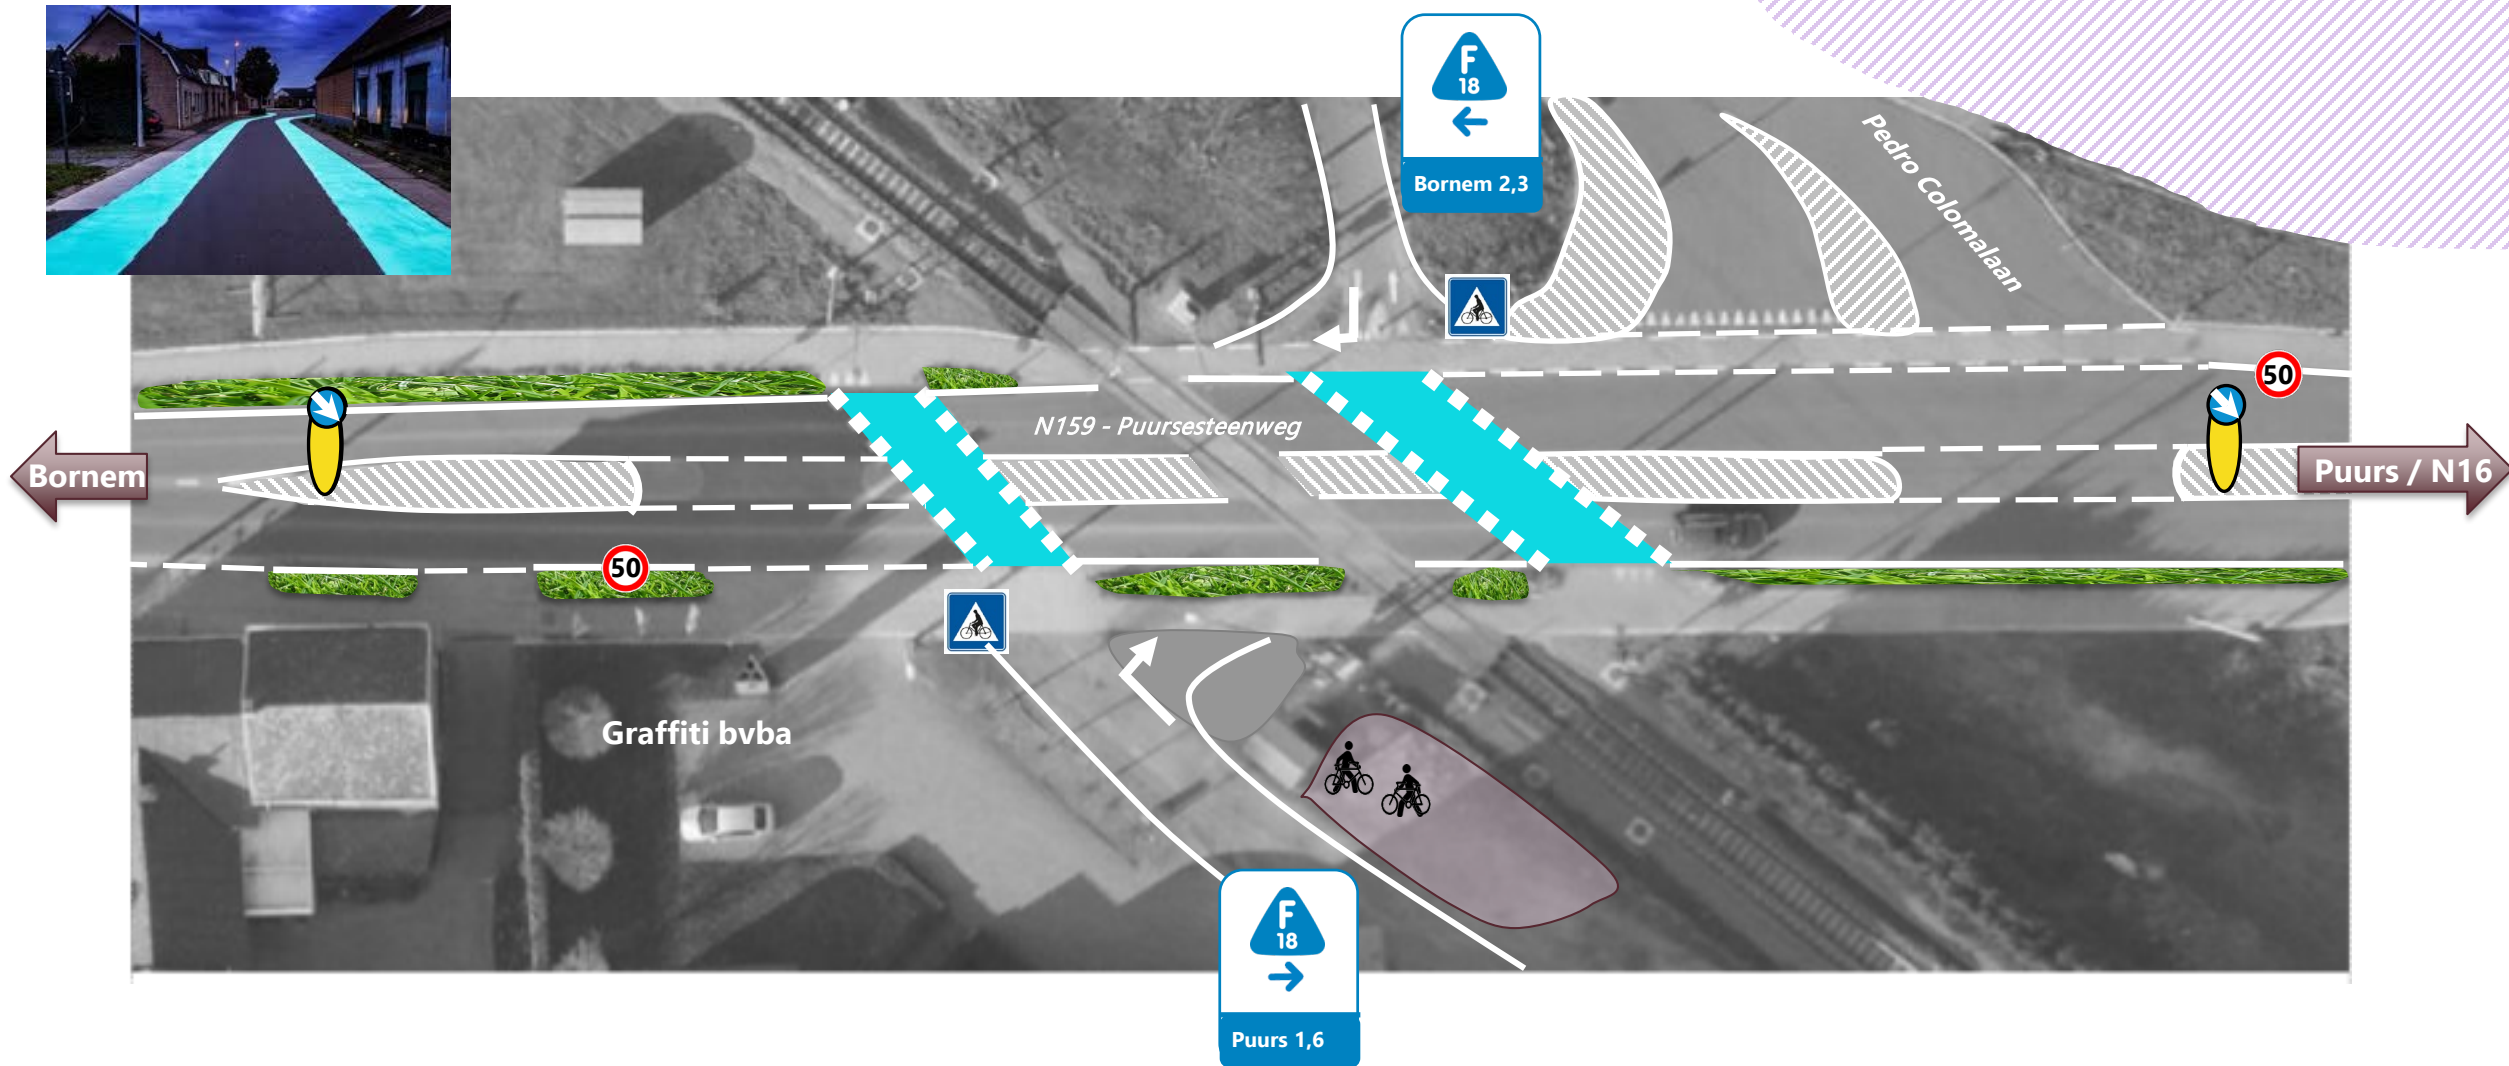 F
18
Bornem 2,3
Pedro Colomalaan
50
N159 - Puursesteenweg
Bornem
Puurs / N16
50
Graffiti bvba
F
18
Puurs 1,6